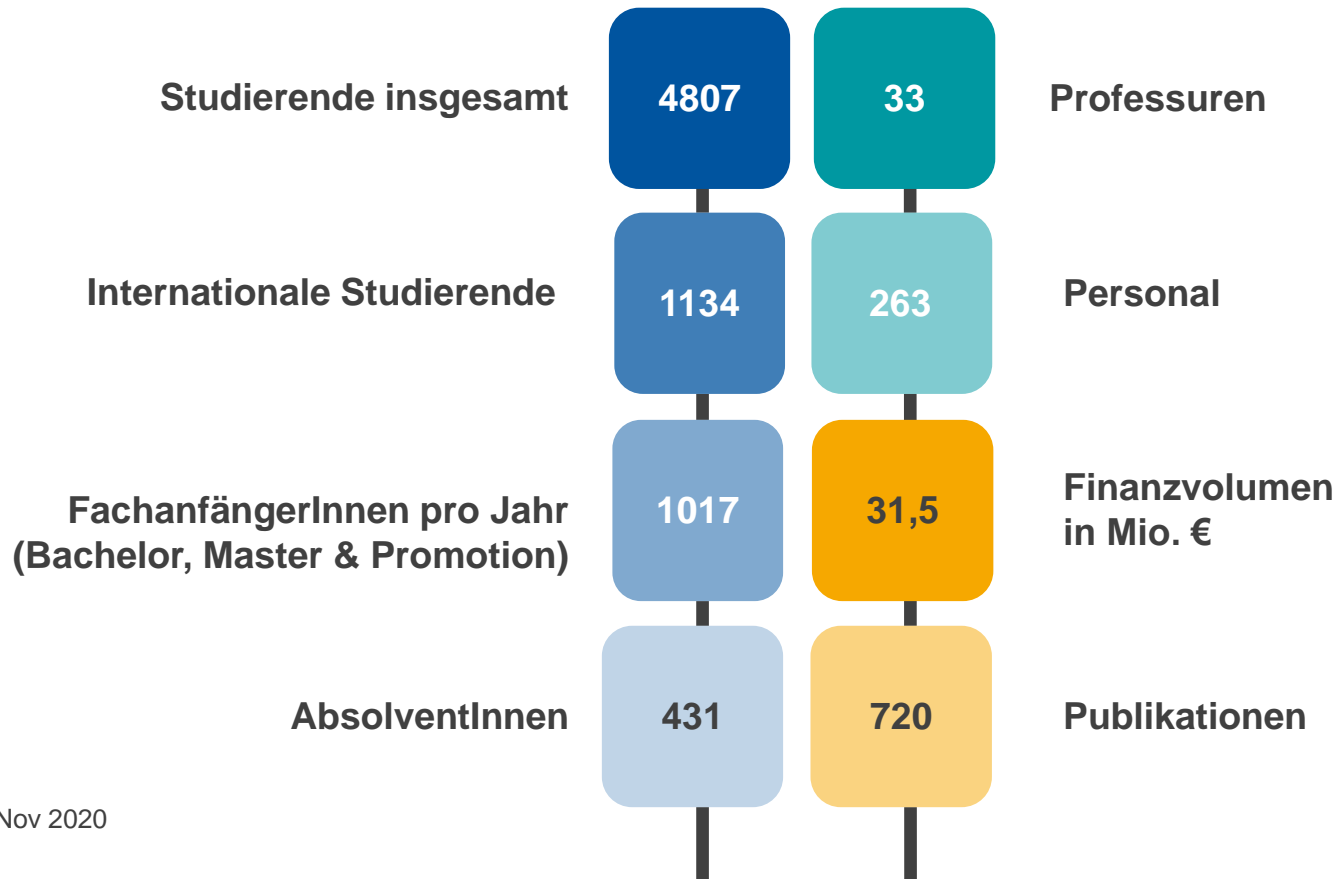 Studierende insgesamt
4807
33
Professuren
Internationale Studierende
1134
263
Personal
FachanfängerInnen pro Jahr
(Bachelor, Master & Promotion)
1017
31,5
Finanzvolumen
in Mio. €
AbsolventInnen
431
720
Publikationen
Nov 2020